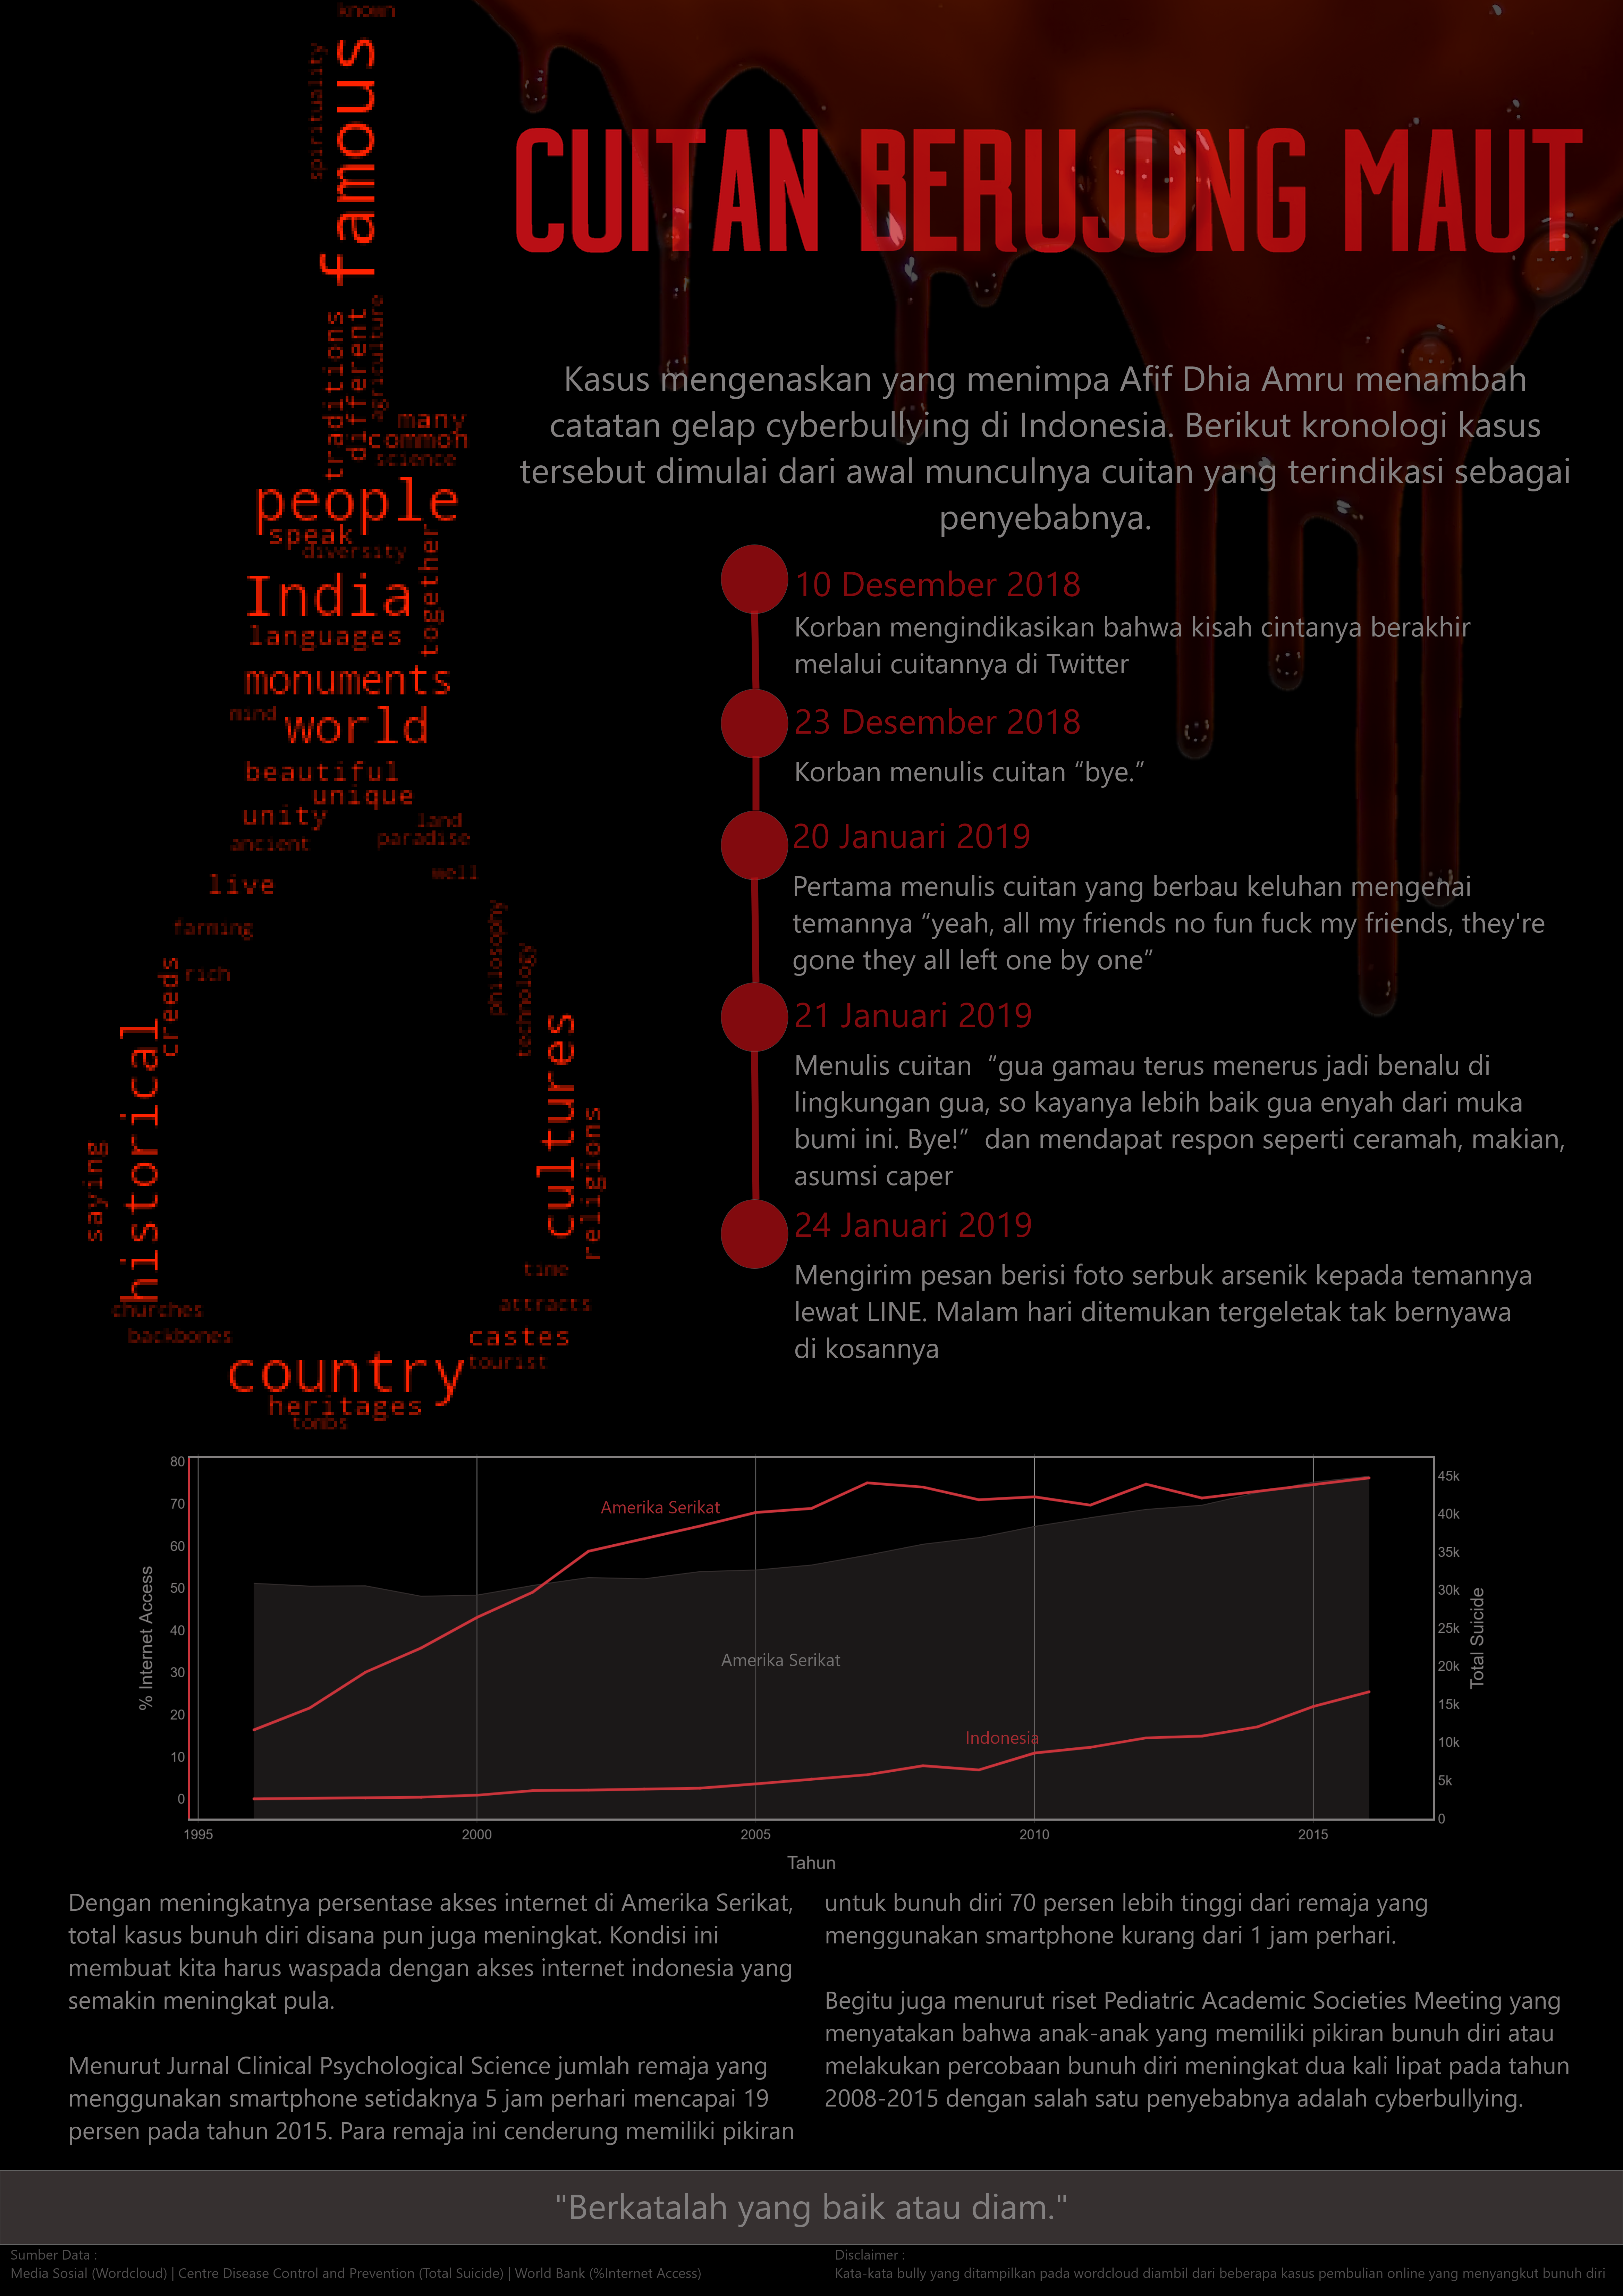 known
spirituality
famous
traditions
different
agriculture
many
common
science
people
speak
diversity
together
India
languages
monuments
mind
world
beautiful
unique
unity
land
ancient
paradise
well
live
farming
rich
creeds
philosophy
technology
historical
cultures
saying
religions
time
churches
attracts
backbones
castes
country
tourist
heritages
tombs
CUITAN BERUJUNG MAUT
Kasus mengenaskan yang menimpa Afif Dhia Amru menambah
catatan gelap cyberbullying di Indonesia. Berikut kronologi kasus
tersebut dimulai dari awal munculnya cuitan yang terindikasi sebagai
penyebabnya.
10 Desember 2018
Korban mengindikasikan bahwa kisah cintanya berakhir
melalui cuitannya di Twitter
23 Desember 2018
Korban menulis cuitan “bye.”
20 Januari 2019
Pertama menulis cuitan yang berbau keluhan mengenai
temannya “yeah, all my friends no fun fuck my friends, they're
gone they all left one by one”
21 Januari 2019
Menulis cuitan “gua gamau terus menerus jadi benalu di
lingkungan gua, so kayanya lebih baik gua enyah dari muka
bumi ini. Bye!” dan mendapat respon seperti ceramah, makian,
asumsi caper
24 Januari 2019
Mengirim pesan berisi foto serbuk arsenik kepada temannya
lewat LINE. Malam hari ditemukan tergeletak tak bernyawa
di kosannya
% Internet Access
80
70
60
50
40
30
20
10
0
Amerika Serikat
Amerika Serikat
Indonesia
45k
40k
35k
30k
25k
20k
15k
10k
5k
0
Total Suicide
1995
2000
2005
2010
2015
Tahun
Dengan meningkatnya persentase akses internet di Amerika Serikat,
total kasus bunuh diri disana pun juga meningkat. Kondisi ini
membuat kita harus waspada dengan akses internet indonesia yang
semakin meningkat pula.
Menurut Jurnal Clinical Psychological Science jumlah remaja yang
menggunakan smartphone setidaknya 5 jam perhari mencapai 19
persen pada tahun 2015. Para remaja ini cenderung memiliki pikiran
untuk bunuh diri 70 persen lebih tinggi dari remaja yang
menggunakan smartphone kurang dari 1 jam perhari.
Begitu juga menurut riset Pediatric Academic Societies Meeting yang
menyatakan bahwa anak-anak yang memiliki pikiran bunuh diri atau
melakukan percobaan bunuh diri meningkat dua kali lipat pada tahun
2008-2015 dengan salah satu penyebabnya adalah cyberbullying.
"Berkatalah yang baik atau diam."
Sumber Data :
Media Sosial (Wordcloud) | Centre Disease Control and Prevention (Total Suicide) | World Bank (%Internet Access)
Disclaimer :
Kata-kata bully yang ditampilkan pada wordcloud diambil dari beberapa kasus pembulian online yang menyangkut bunuh diri